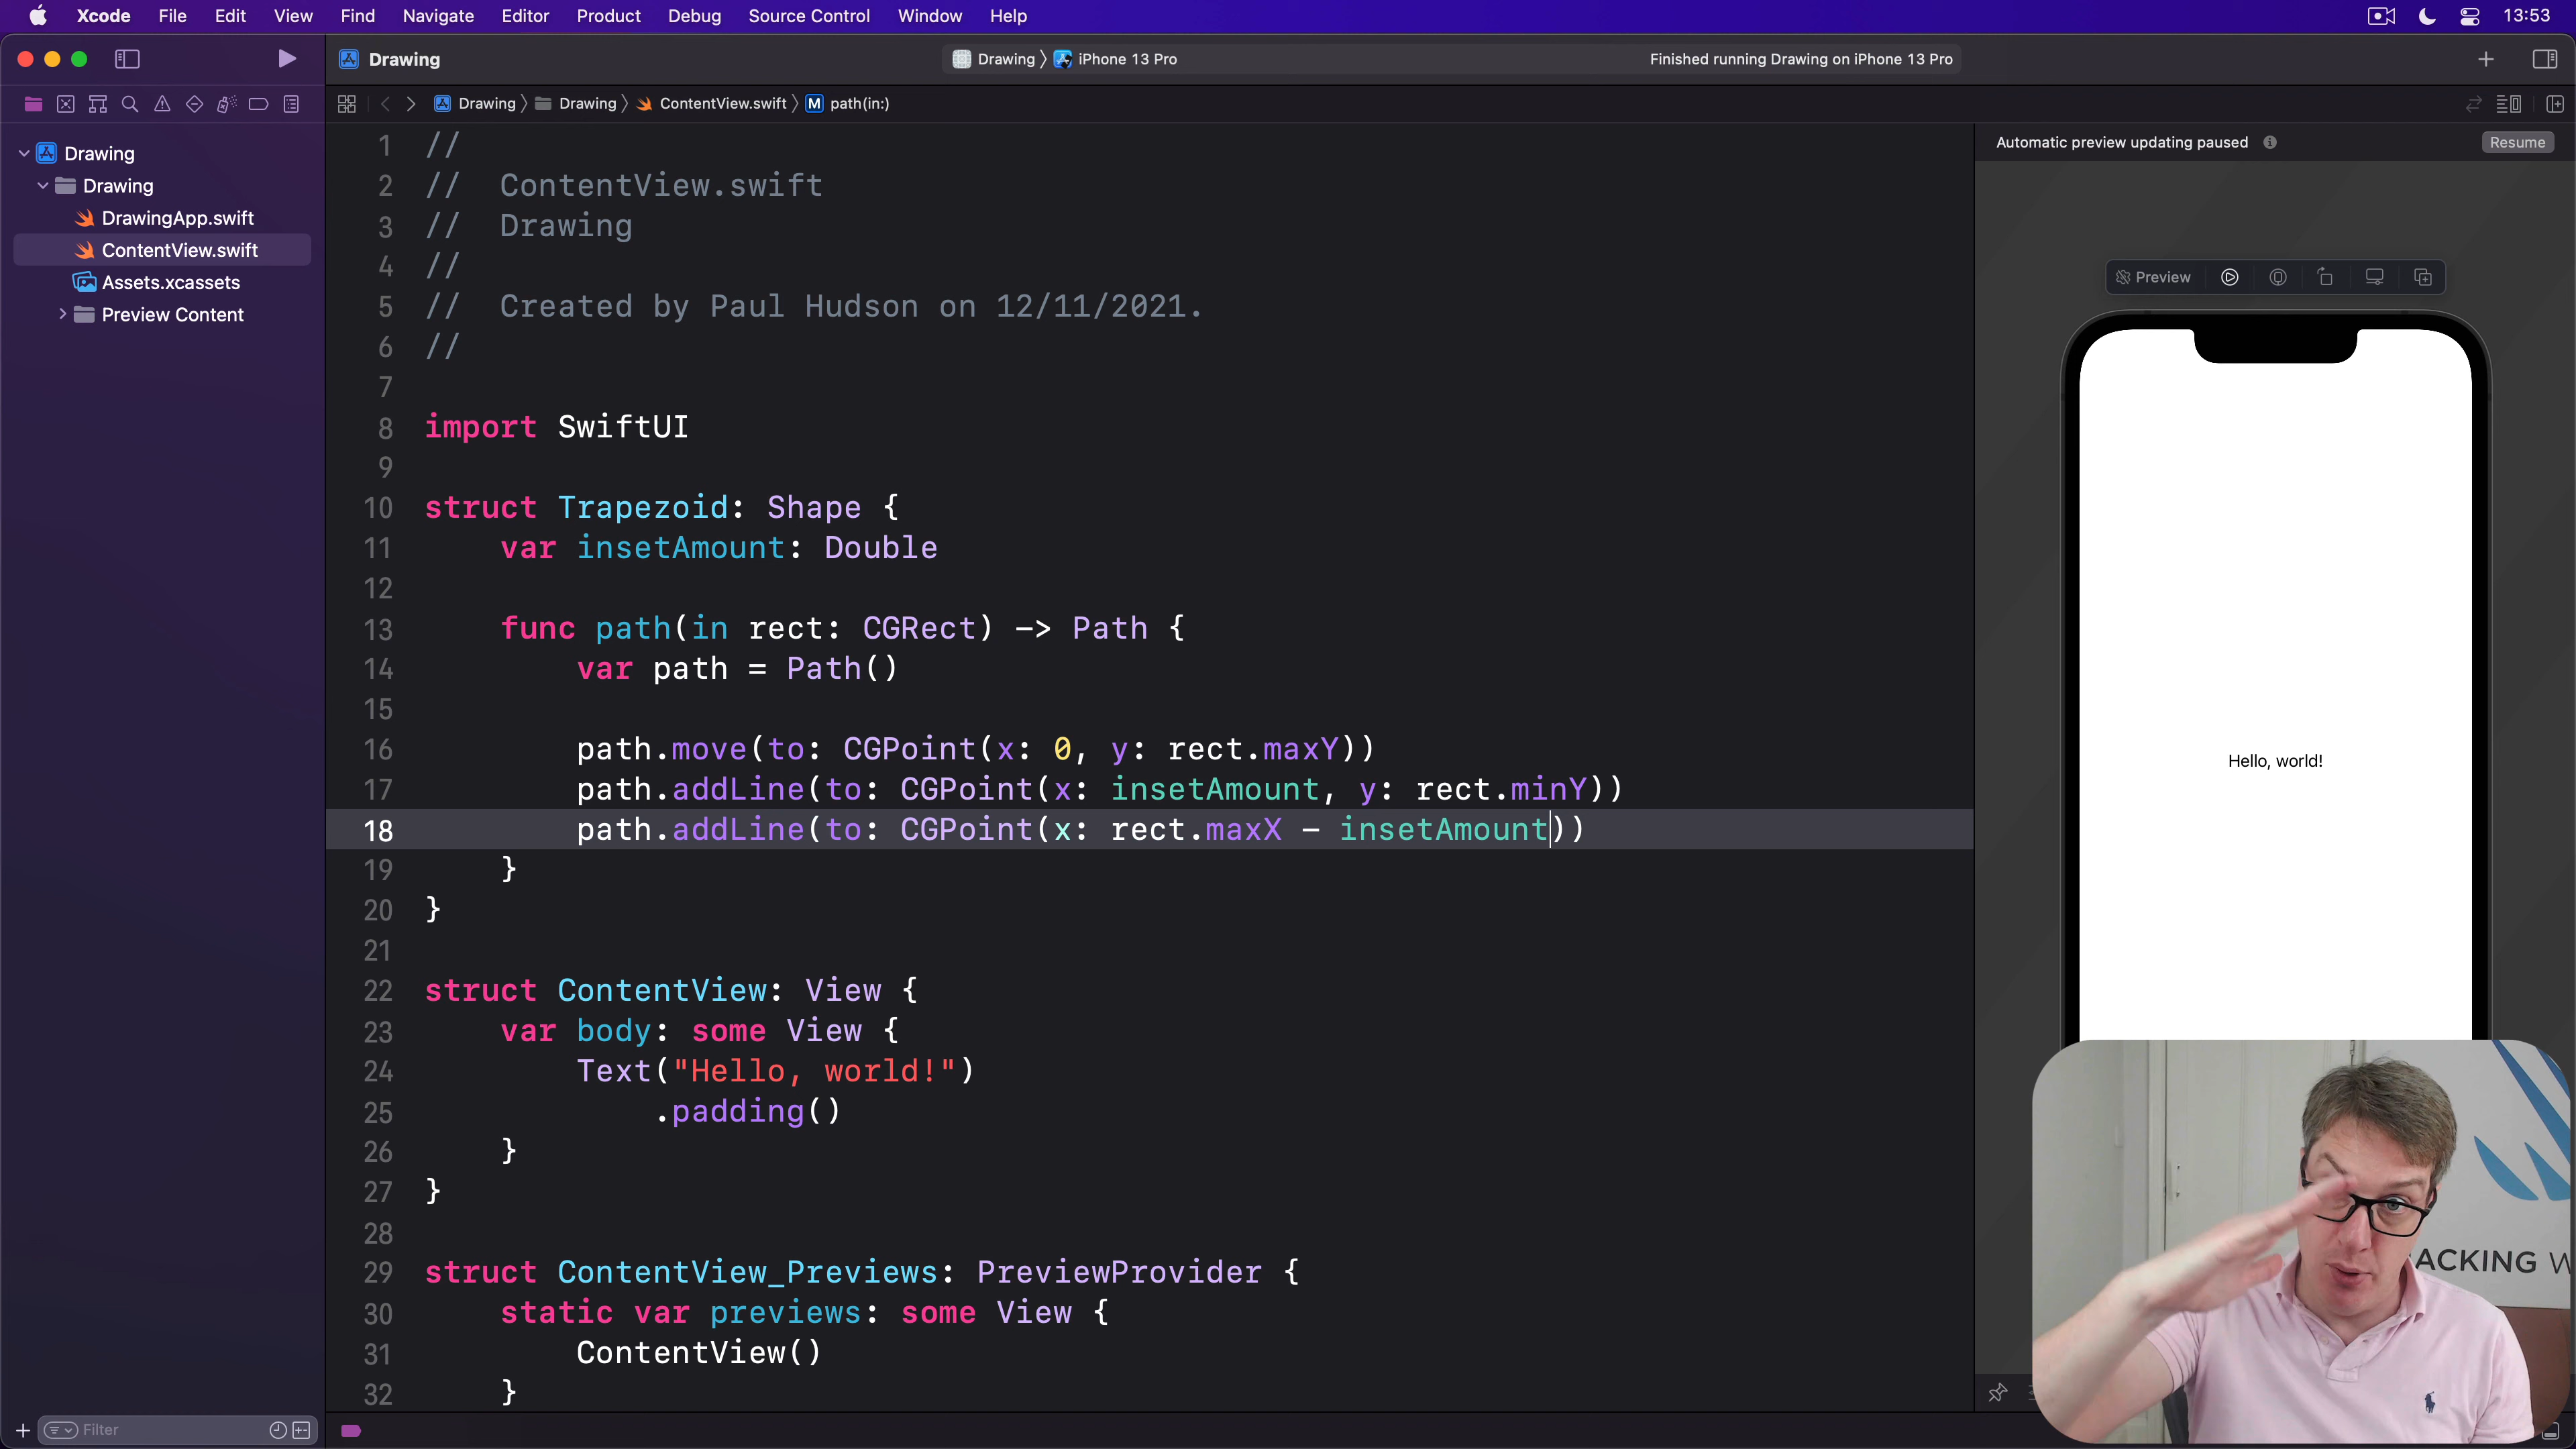 Xcode File Edit View Find Navigate Editor Product Debug Source Control Window Help 13:53
Drawing Drawing iPhone 13 Pro Finished running Drawing on iPhone 13 Pro
Drawing Drawing ContentView.swift M path(in:)
Drawing
Drawing
DrawingApp.swift
ContentView.swift
Assets.xcassets
Preview Content
Filter
1 //
2 // ContentView.swift
3 // Drawing
4 //
5 // Created by Paul Hudson on 12/11/2021.
6 //
7
8 import SwiftUI
9
10 struct Trapezoid: Shape {
11 var insetAmount: Double
12
13 func path(in rect: CGRect) -> Path {
14 var path = Path()
15
16 path.move(to: CGPoint(x: 0, y: rect.maxY))
17 path.addLine(to: CGPoint(x: insetAmount, y: rect.minY))
18 path.addLine(to: CGPoint(x: rect.maxX - insetAmount))
19 }
20 }
21
22 struct ContentView: View {
23 var body: some View {
24 Text("Hello, world!")
25 .padding()
26 }
27 }
28
29 struct ContentView_Previews: PreviewProvider {
30 static var previews: some View {
31 ContentView()
32 }
Automatic preview updating paused Resume
Preview
Hello, world!
ACKING W